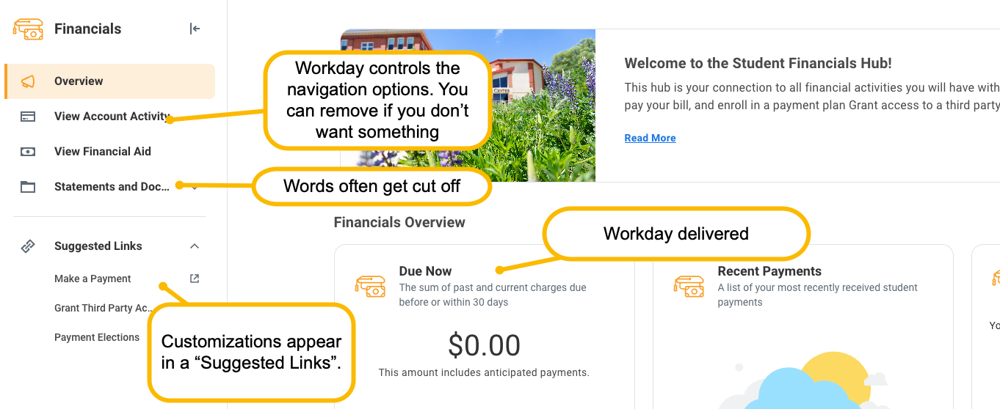 Financials
Overview
View Account Activity
View Financial Aid
Statements and Doc...
Suggested Links
Make a Payment
Grant Third Party Ac...
Payment Elections
Workday controls the
navigation options. You
can remove if you don’t
want something
Words often get cut off
Customizations appear
in a “Suggested Links”.
CENTER
Welcome to the Student Financials Hub!
This hub is your connection to all financial activities you will have with
pay your bill, and enroll in a payment plan Grant access to a third party
Read More
Financials Overview
Workday delivered
Due Now
The sum of past and current charges due
before or within 30 days
$0.00
This amount includes anticipated payments.
Recent Payments
A list of your most recently received student
payments
Yo